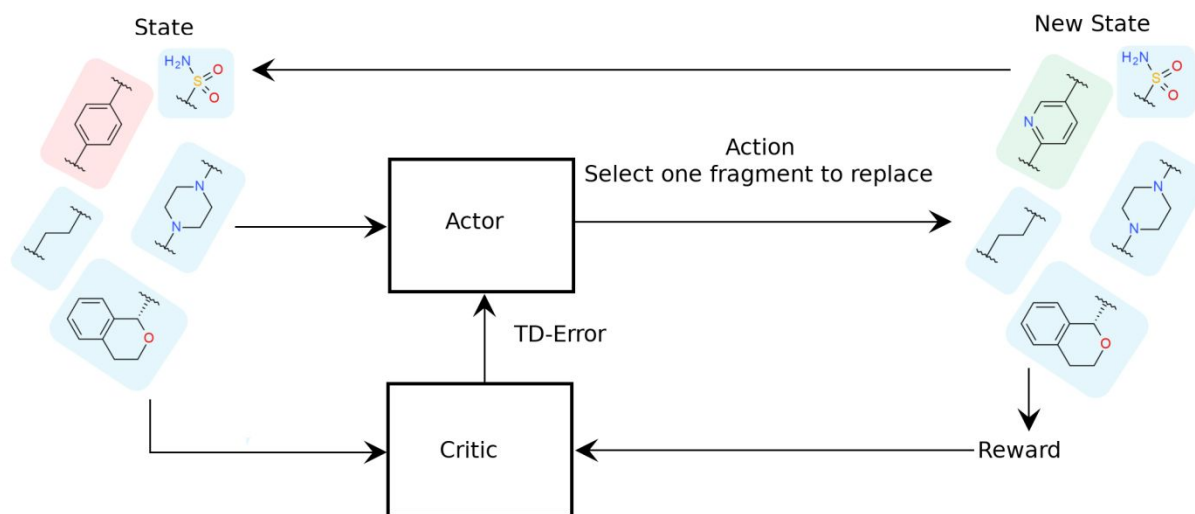 State
New State
H₂N
S
O
O
N
N
O
Actor
Action
Select one fragment to replace
TD-Error
Critic
H₂N
S
O
O
N
N
N
O
Reward